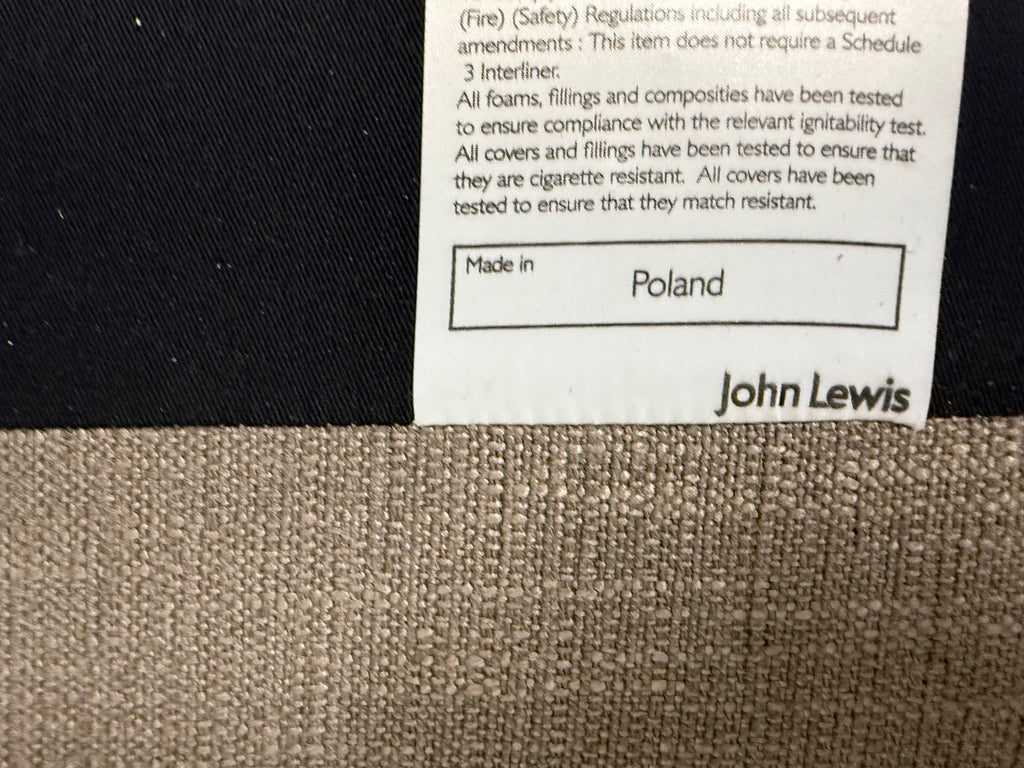 (Fire) (Safety) Regulations including all subsequent
amendments : This item does not require a Schedule
3 Interliner.
All foams, fillings and composities have been tested
to ensure compliance with the relevant ignitability test.
All covers and fillings have been tested to ensure that
they are cigarette resistant. All covers have been
tested to ensure that they match resistant.
Made in
Poland
John Lewis